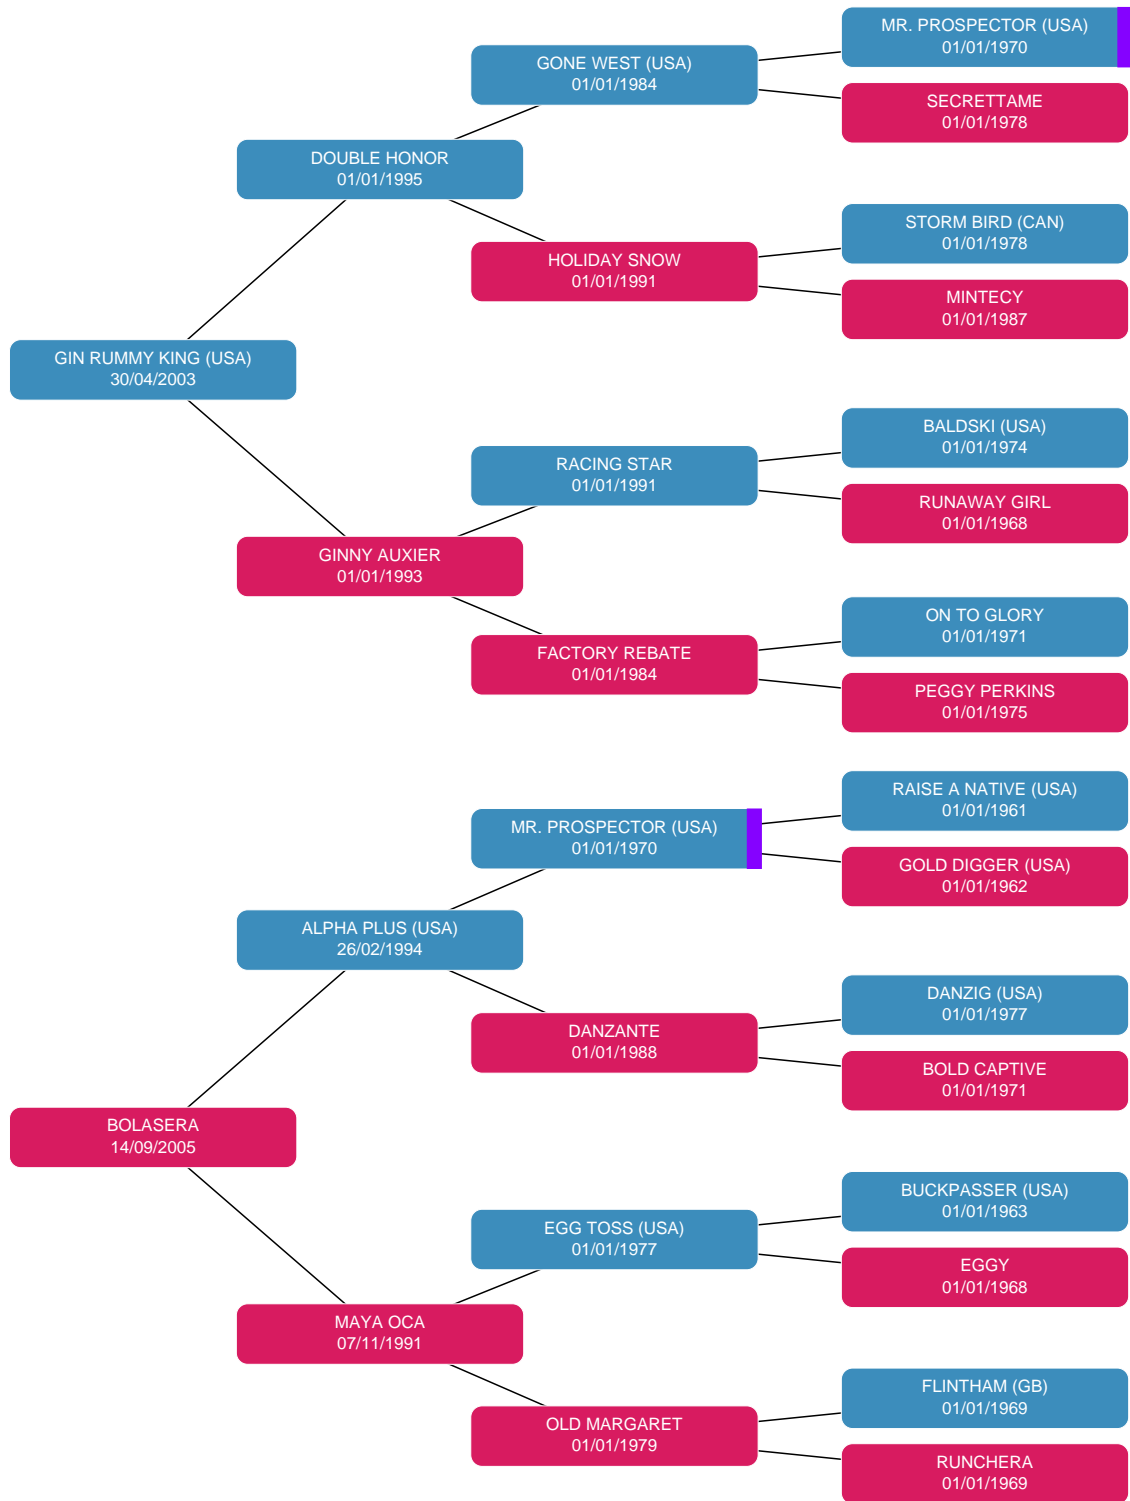 MR. PROSPECTOR (USA)
01/01/1970
GONE WEST (USA)
01/01/1984
SECRETTAME
01/01/1978
DOUBLE HONOR
01/01/1995
STORM BIRD (CAN)
01/01/1978
HOLIDAY SNOW
01/01/1991
MINTECY
01/01/1987
GIN RUMMY KING (USA)
30/04/2003
BALDSKI (USA)
01/01/1974
RACING STAR
01/01/1991
RUNAWAY GIRL
01/01/1968
GINNY AUXIER
01/01/1993
ON TO GLORY
01/01/1971
FACTORY REBATE
01/01/1984
PEGGY PERKINS
01/01/1975
RAISE A NATIVE (USA)
01/01/1961
MR. PROSPECTOR (USA)
01/01/1970
GOLD DIGGER (USA)
01/01/1962
ALPHA PLUS (USA)
26/02/1994
DANZIG (USA)
01/01/1977
DANZANTE
01/01/1988
BOLD CAPTIVE
01/01/1971
BOLASERA
14/09/2005
BUCKPASSER (USA)
01/01/1963
EGG TOSS (USA)
01/01/1977
EGGY
01/01/1968
MAYA OCA
07/11/1991
FLINTHAM (GB)
01/01/1969
OLD MARGARET
01/01/1979
RUNCHERA
01/01/1969